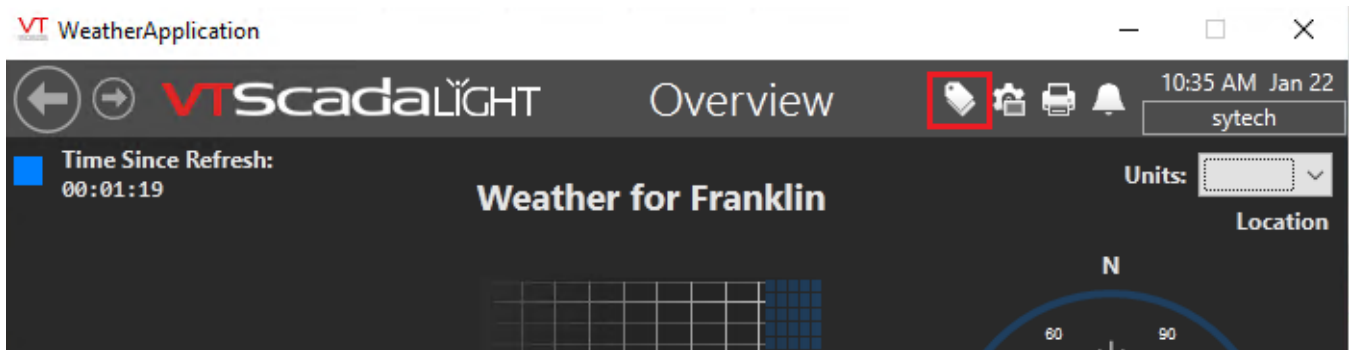 VT WeatherApplication
VTScadaLIGHT
Overview
10:35 AM Jan 22
sytech
Time Since Refresh:
00:01:19
Weather for Franklin
Units:
Location
N
60
90